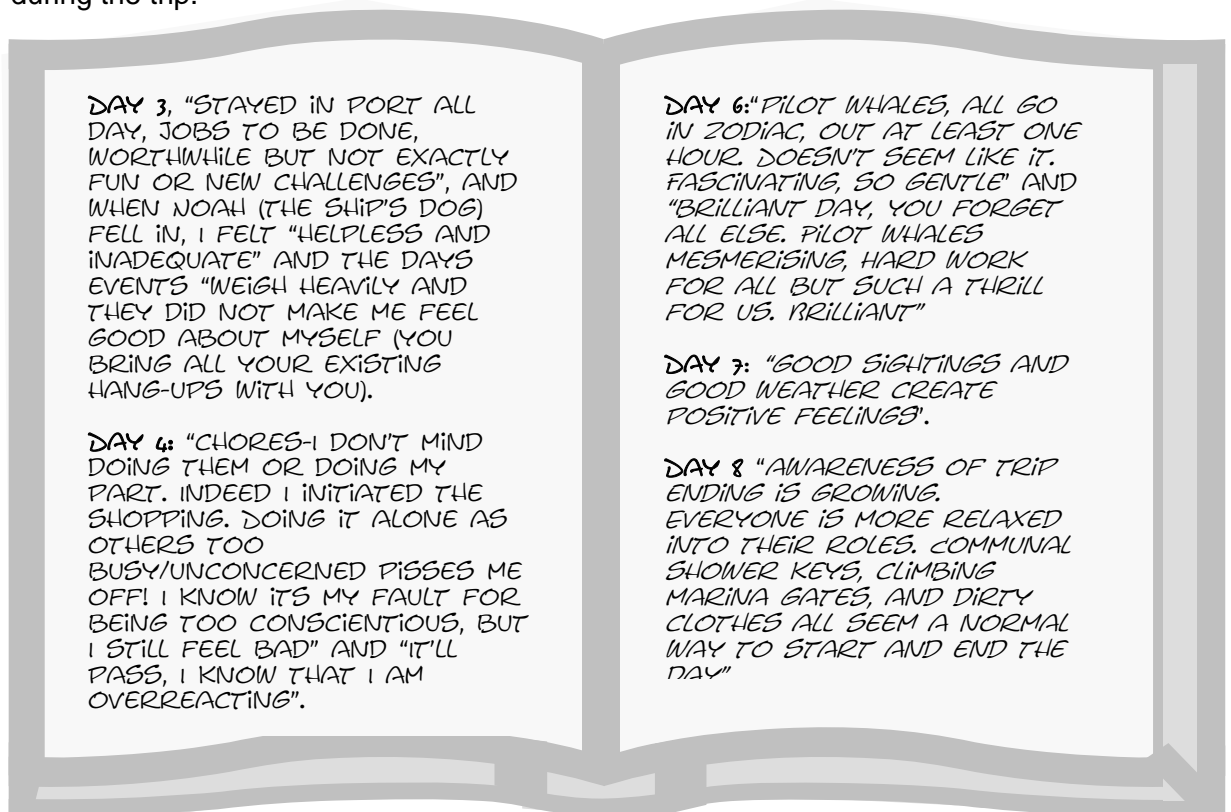 during the trip.
DAY 3, "STAYED IN PORT ALL
DAY, JOBS TO BE DONE,
WORTHWHILE BUT NOT EXACTLY
FUN OR NEW CHALLENGES", AND
WHEN NOAH (THE SHIP'S DOG)
FELL IN, I FELT "HELPLESS AND
INADEQUATE" AND THE DAYS
EVENTS "WEIGH HEAVILY AND
THEY DID NOT MAKE ME FEEL
GOOD ABOUT MYSELF (YOU
BRING ALL YOUR EXISTING
HANG-UPS WITH YOU).
DAY 4: "CHORES-I DON'T MIND
DOING THEM OR DOING MY
PART. INDEED I INITIATED THE
SHOPPING. DOING IT ALONE AS
OTHERS TOO
BUSY/UNCONCERNED PISSES ME
OFF! I KNOW ITS MY FAULT FOR
BEING TOO CONSCIENTIOUS, BUT
I STILL FEEL BAD" AND "IT'LL
PASS, I KNOW THAT I AM
OVERREACTING".
DAY 6:"PILOT WHALES, ALL GO
IN ZODIAC, OUT AT LEAST ONE
HOUR. DOESN'T SEEM LIKE IT.
FASCINATING, SO GENTLE" AND
"BRILLIANT DAY, YOU FORGET
ALL ELSE. PILOT WHALES
MESMERISING, HARD WORK
FOR ALL BUT SUCH A THRILL
FOR US. BRILLIANT"
DAY 7: "GOOD SIGHTINGS AND
GOOD WEATHER CREATE
POSITIVE FEELINGS".
DAY 8 "AWARENESS OF TRIP
ENDING IS GROWING.
EVERYONE IS MORE RELAXED
INTO THEIR ROLES. COMMUNAL
SHOWER KEYS, CLIMBING
MARINA GATES, AND DIRTY
CLOTHES ALL SEEM A NORMAL
WAY TO START AND END THE
DAY"